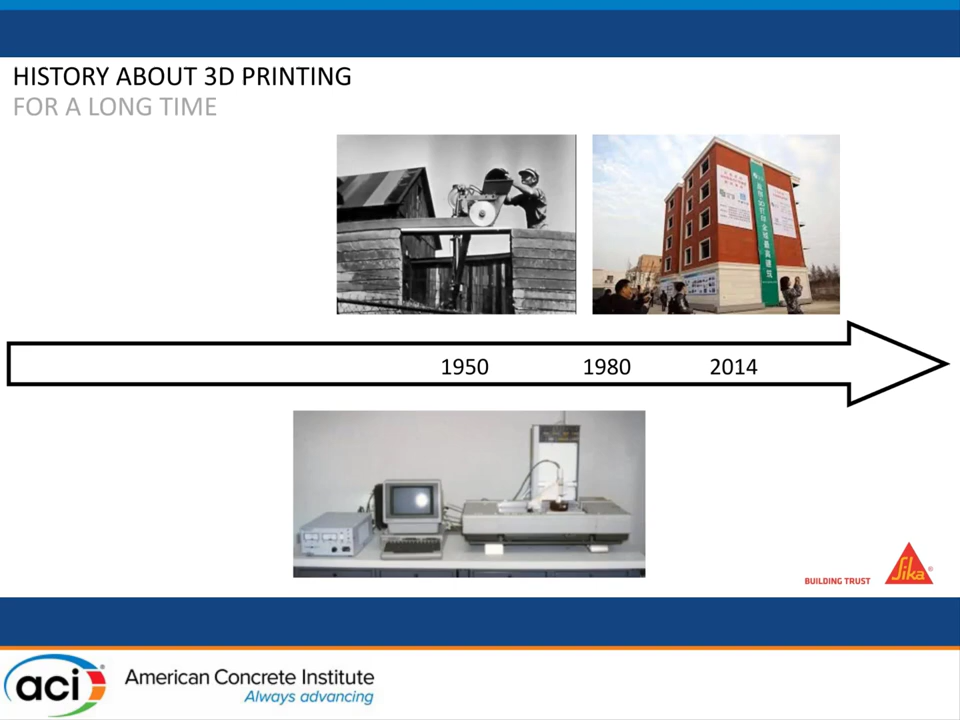 HISTORY ABOUT 3D PRINTING
FOR A LONG TIME
1950 1980 2014
BUILDING TRUST
Sika®
aci
American Concrete Institute
Always advancing